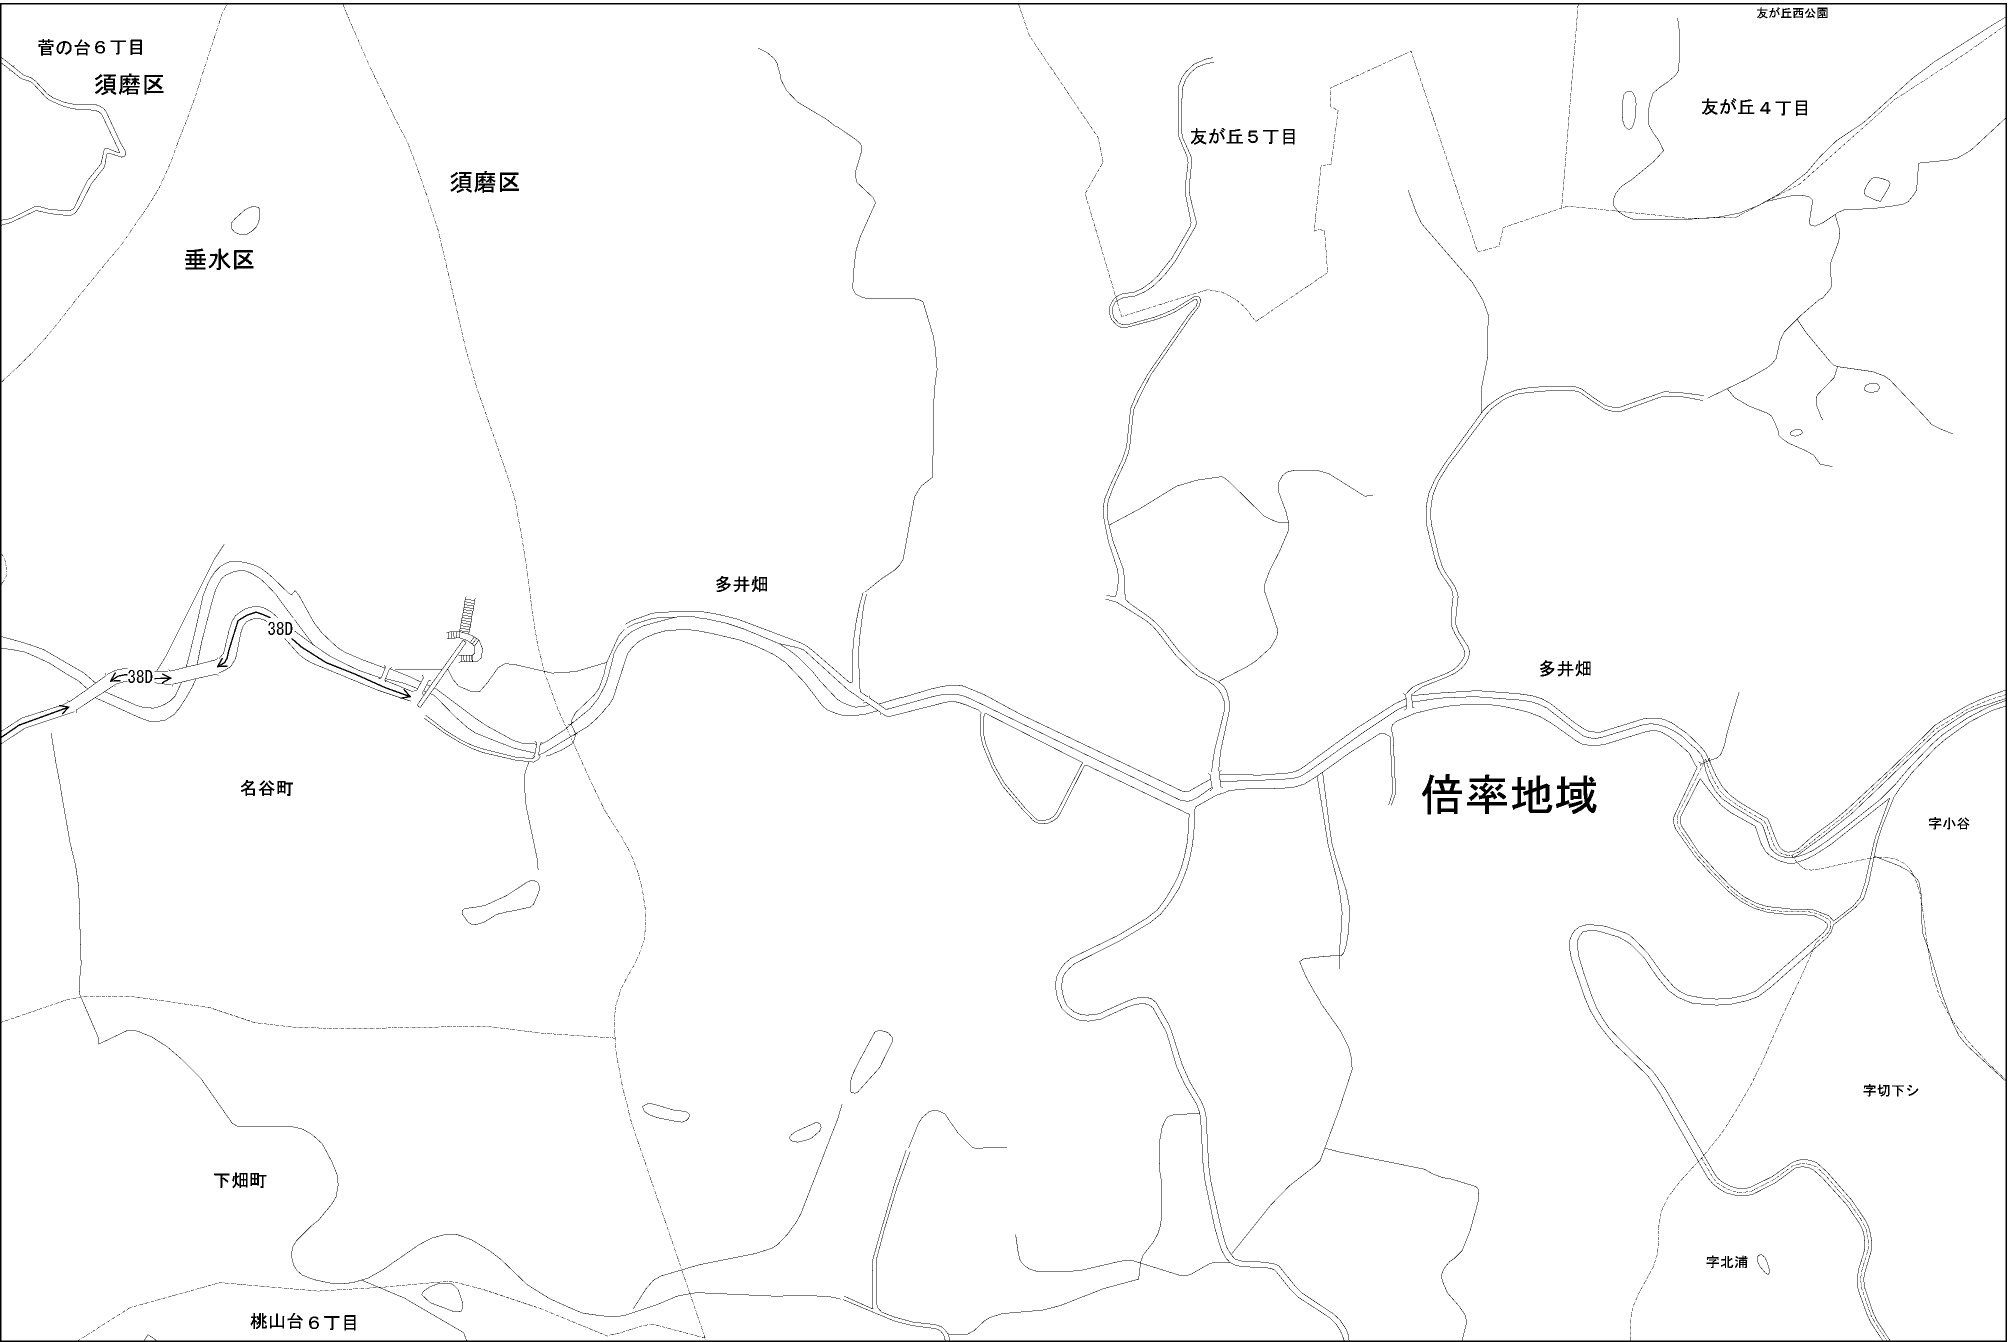 友が丘西公園
菅の台６丁目
須磨区
友が丘４丁目
友が丘５丁目
須磨区
垂水区
多井畑
38D
多井畑
38D
名谷町
倍率地域
字小谷
字切下シ
下畑町
字北浦
桃山台６丁目